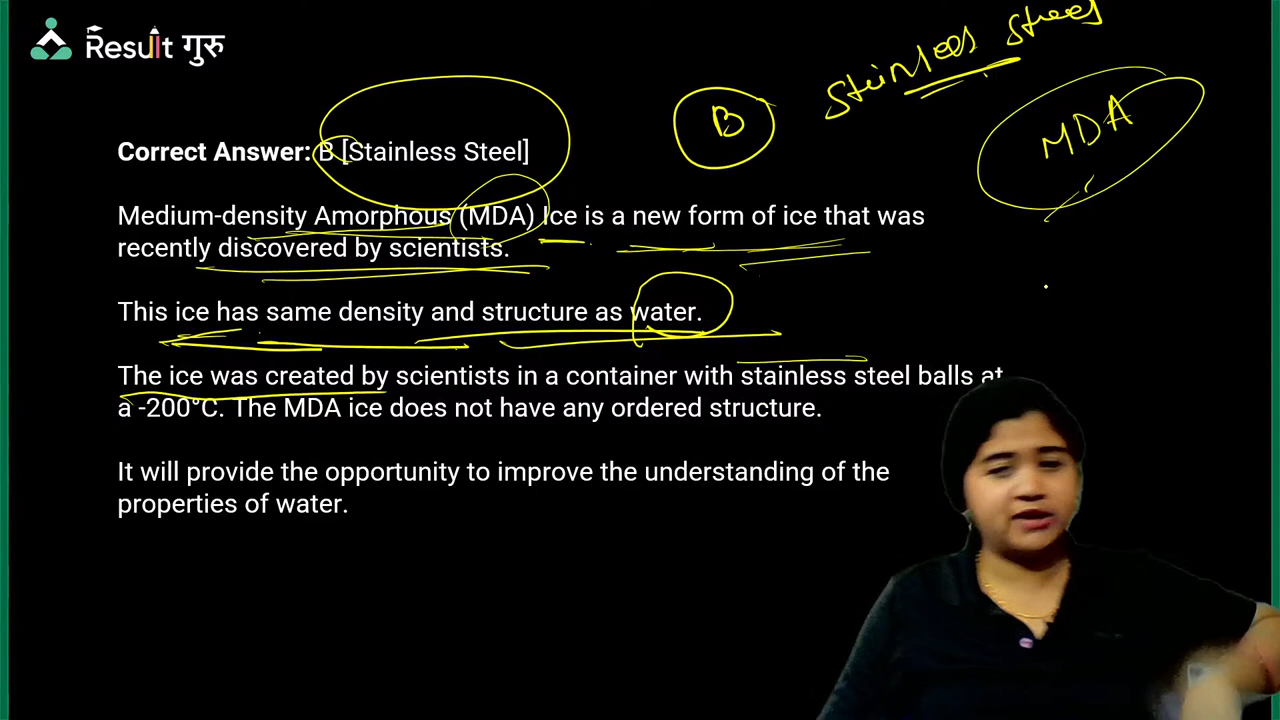 Result गुरु
Stainless Steel
B
MDA
Correct Answer: B [Stainless Steel]
Medium-density Amorphous (MDA) Ice is a new form of ice that was
recently discovered by scientists.
This ice has same density and structure as water.
The ice was created by scientists in a container with stainless steel balls at
a -200°C. The MDA ice does not have any ordered structure.
It will provide the opportunity to improve the understanding of the
properties of water.